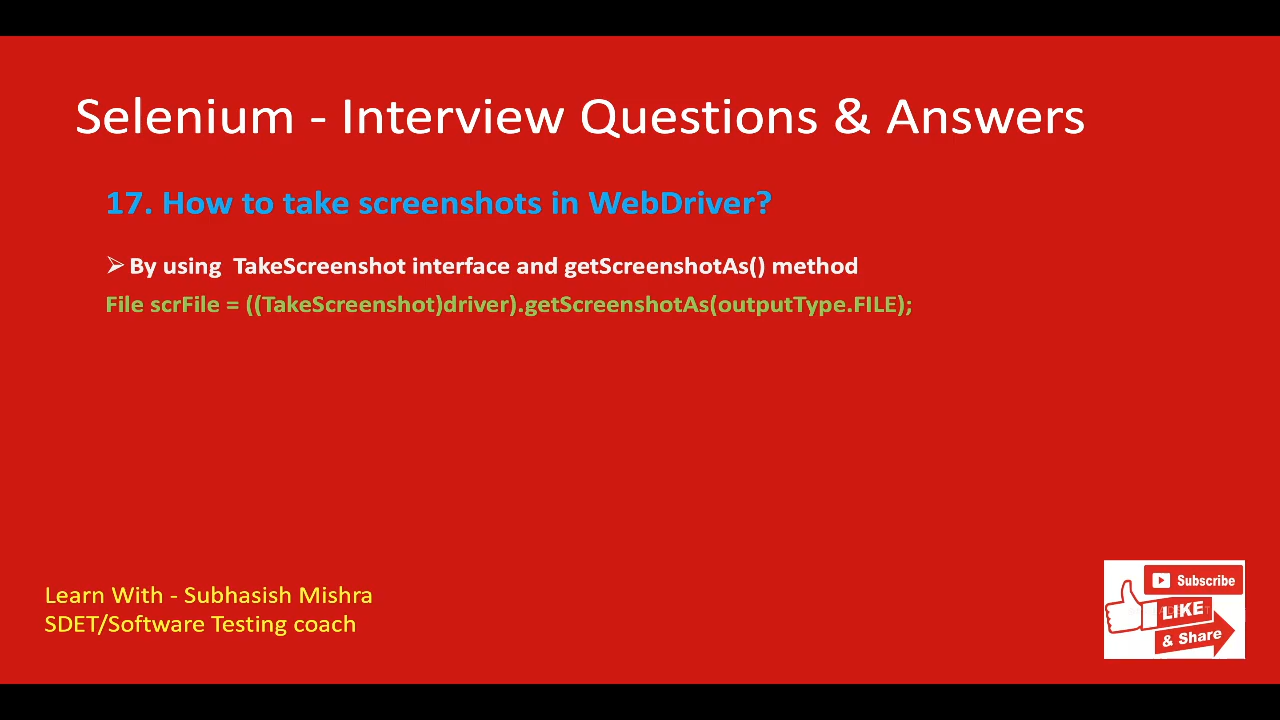 Selenium - Interview Questions & Answers
17. How to take screenshots in WebDriver?
By using TakeScreenshot interface and getScreenshotAs() method
File scrFile = ((TakeScreenshot)driver).getScreenshotAs(outputType.FILE);
Learn With - Subhasish Mishra
SDET/Software Testing coach
Subscribe
LIKE
& Share